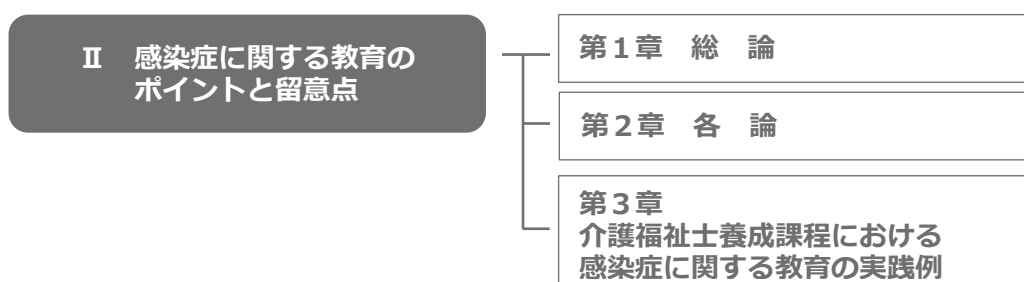 Ⅱ 感染症に関する教育の
ポイントと留意点
第1章 総 論
第2章 各 論
第3章
介護福祉士養成課程における
感染症に関する教育の実践例